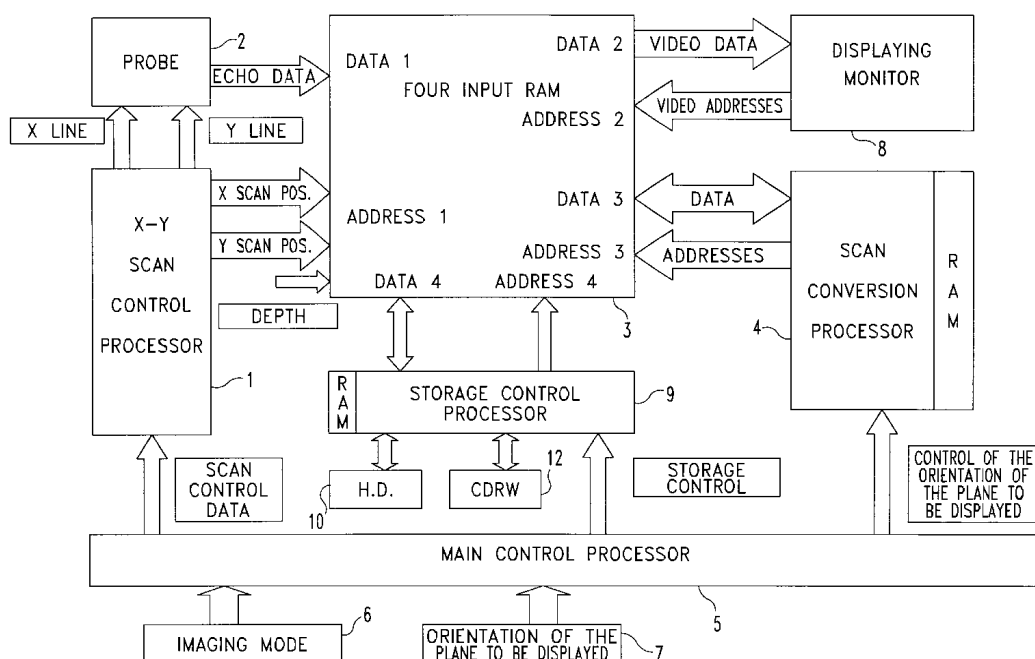 2
PROBE
ECHO DATA
X LINE
Y LINE
DATA 1
FOUR INPUT RAM
DATA 2
ADDRESS 2
VIDEO DATA
VIDEO ADDRESSES
DISPLAYING
MONITOR
8
X-Y
SCAN
CONTROL
PROCESSOR
1
X SCAN POS.
Y SCAN POS.
DEPTH
ADDRESS 1
DATA 3
ADDRESS 3
DATA 4
ADDRESS 4
3
DATA
ADDRESSES
SCAN
CONVERSION
PROCESSOR
RAM
4
RAM
STORAGE CONTROL
PROCESSOR
9
H.D.
10
CDRW
12
SCAN
CONTROL
DATA
STORAGE
CONTROL
CONTROL OF THE
ORIENTATION OF
THE PLANE TO
BE DISPLAYED
MAIN CONTROL PROCESSOR
5
IMAGING MODE
6
ORIENTATION OF THE
PLANE TO BE DISPLAYED
7